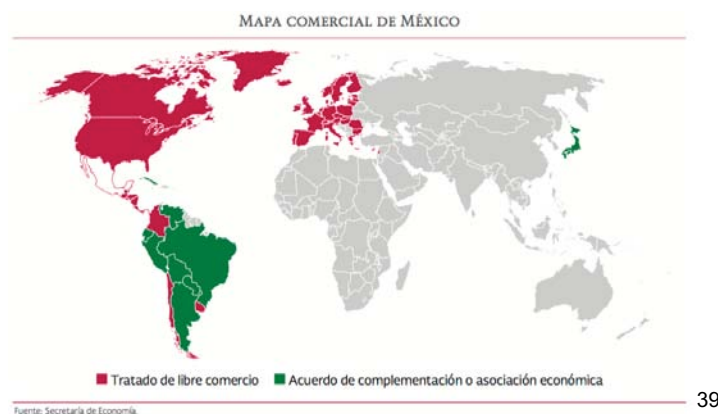 MAPA COMERCIAL DE MÉXICO
Tratado de libre comercio
Acuerdo de complementación o asociación económica
39
Fuente: Secretaría de Economía.